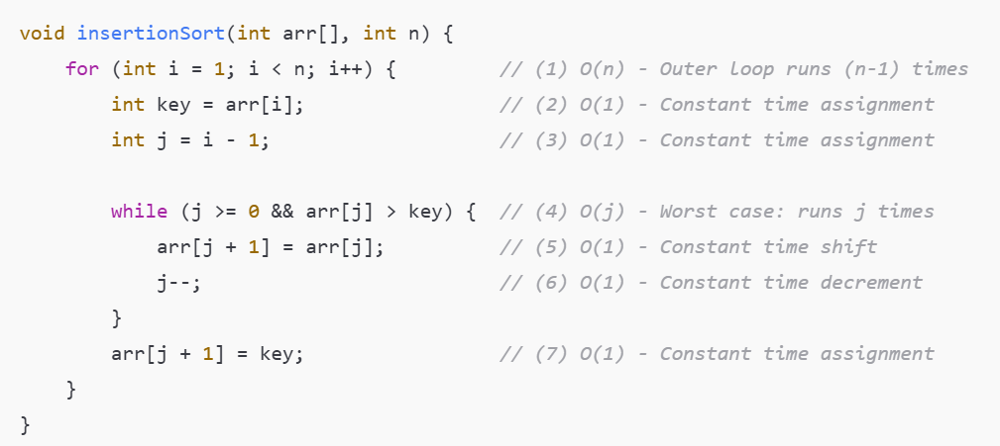 void insertionSort(int arr[], int n) {
    for (int i = 1; i < n; i++) {         // (1) O(n) - Outer loop runs (n-1) times
        int key = arr[i];                 // (2) O(1) - Constant time assignment
        int j = i - 1;                    // (3) O(1) - Constant time assignment

        while (j >= 0 && arr[j] > key) {  // (4) O(j) - Worst case: runs j times
            arr[j + 1] = arr[j];          // (5) O(1) - Constant time shift
            j--;                          // (6) O(1) - Constant time decrement
        }
        arr[j + 1] = key;                 // (7) O(1) - Constant time assignment
    }
}